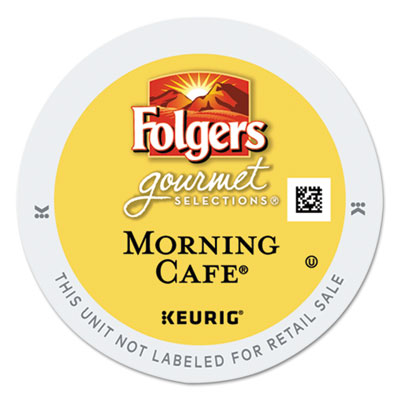 Folgers
gourmet
SELECTIONS®
MORNING
CAFE®
U
KEURIG®
THIS UNIT NOT LABELED FOR RETAIL SALE
K
K